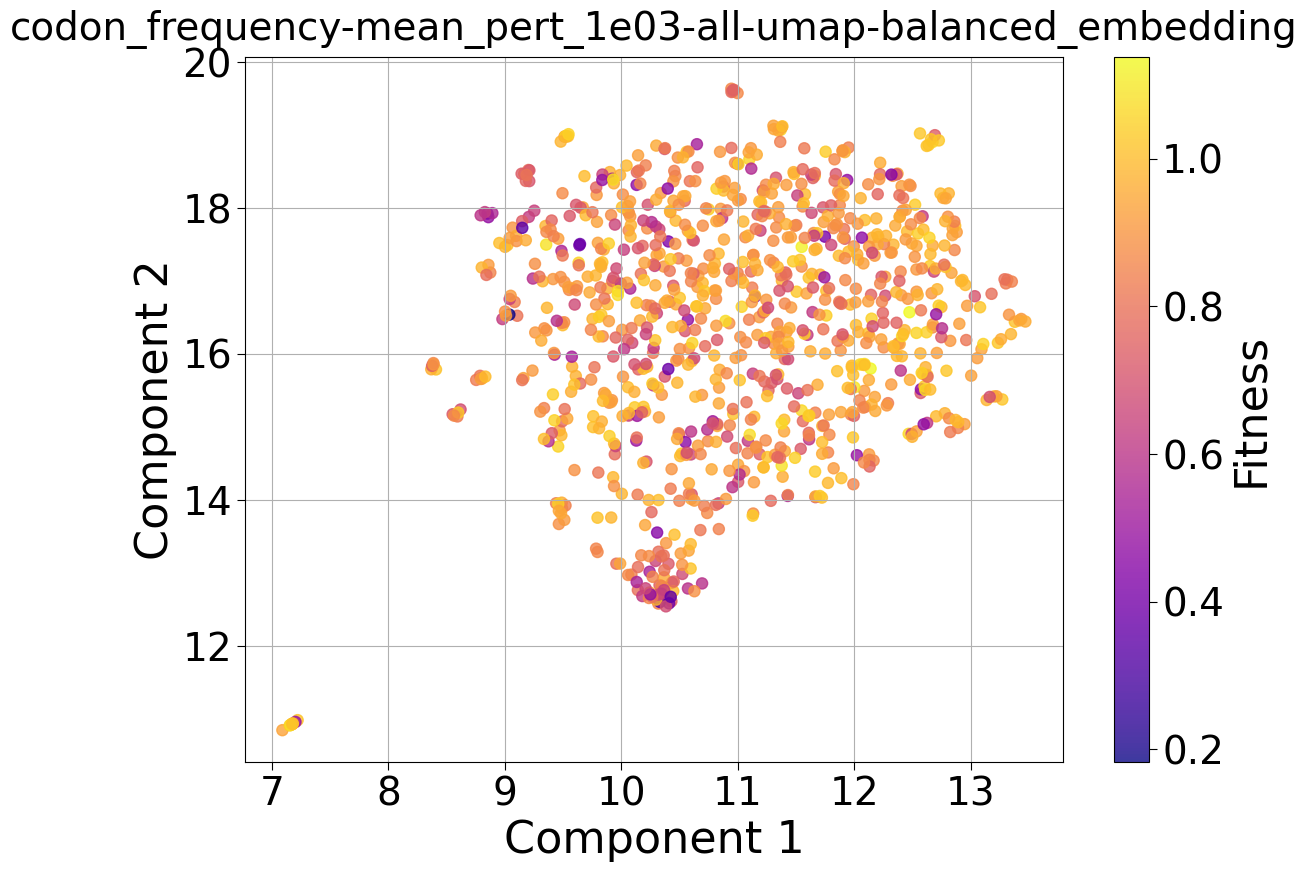 codon_frequency-mean_pert_1e03-all-umap-balanced_embedding
20
18
16
14
12
Component 2
7 8 9 10 11 12 13
Component 1
1.0
0.8
0.6
0.4
0.2
Fitness